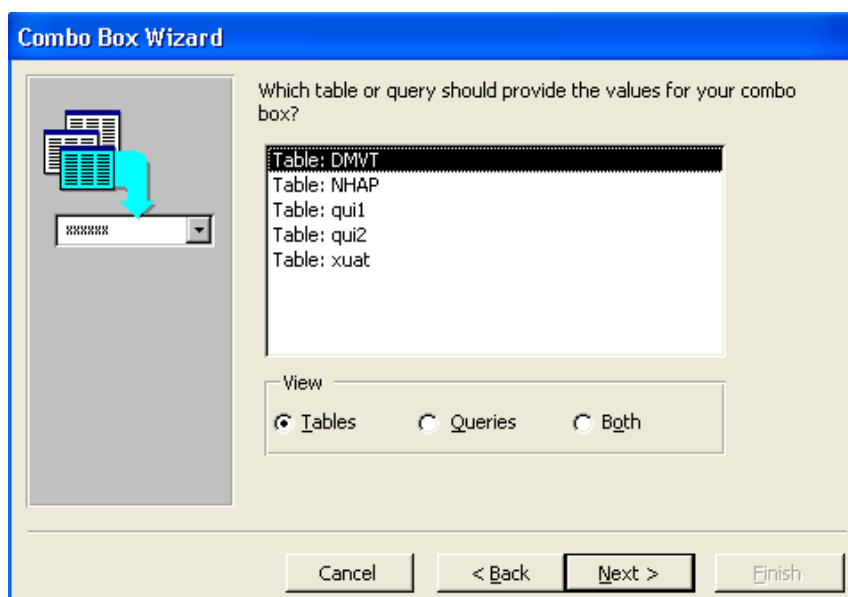 Combo Box Wizard
Which table or query should provide the values for your combo
box?
xxxxxx
Table: DMVT
Table: NHAP
Table: qui1
Table: qui2
Table: xuat
View
Tables
Queries
Both
Cancel
< Back
Next >
Finish